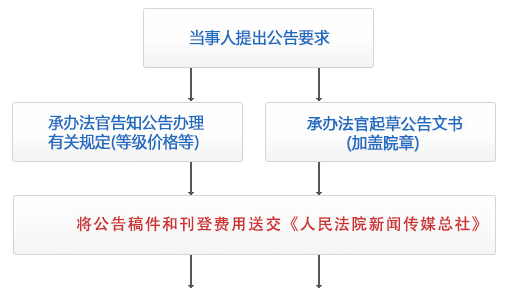 当事人提出公告要求
承办法官告知公告办理
有关规定(等级价格等)
承办法官起草公告文书
(加盖院章)
将公告稿件和刊登费用送交《人民法院新闻传媒总社》